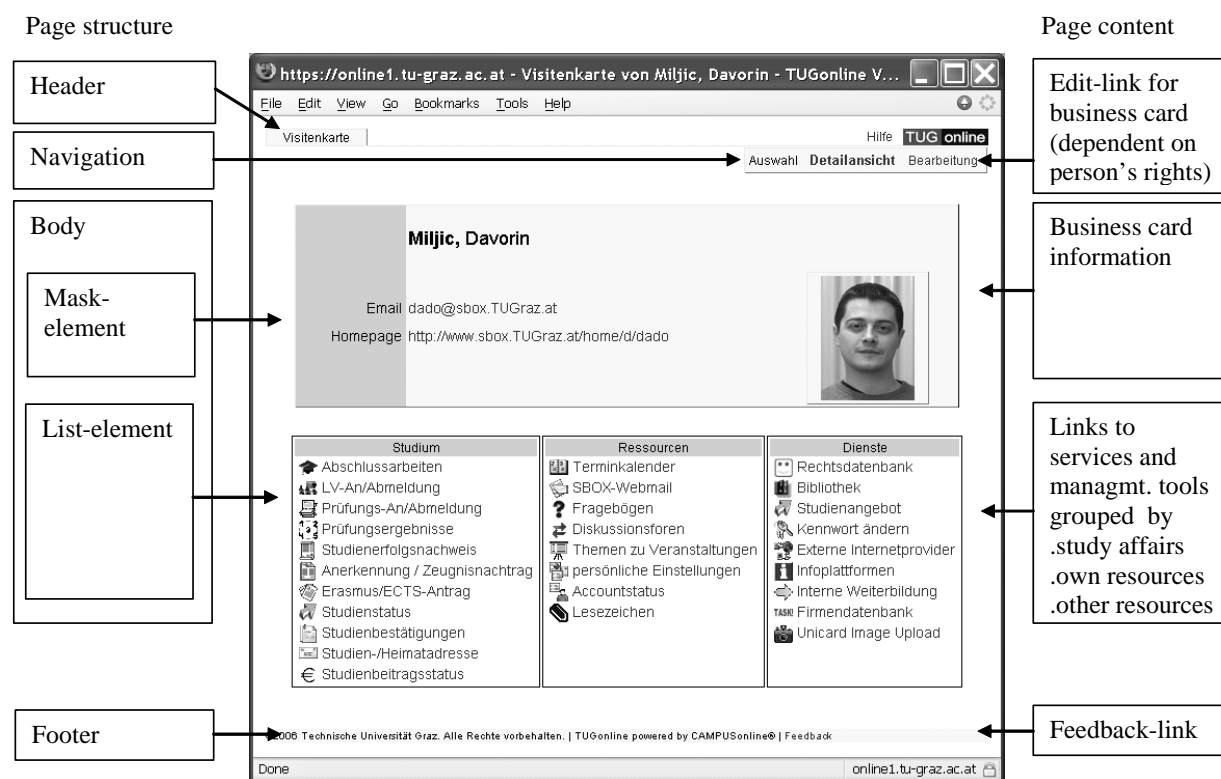 Page structure
Page content
Header
Navigation
Body
Mask-
element
List-element
Footer
https://online1.tu-graz.ac.at - Visitenkarte von Miljic, Davorin - TUGonline V...
File Edit View Go Bookmarks Tools Help
Visitenkarte
Hilfe TUG online
Auswahl Detailansicht Bearbeitung
Miljic, Davorin
Email dado@sbox.TUGraz.at
Homepage http://www.sbox.TUGraz.at/home/d/dado
Studium
Abschlussarbeiten
LV-An/Abmeldung
Prüfungs-An/Abmeldung
Prüfungsergebnisse
Studienerfolgsnachweis
Anerkennung / Zeugnisnachtrag
Erasmus/ECTS-Antrag
Studienstatus
Studienbestätigungen
Studien-/Heimatadresse
Studienbeitragsstatus
Ressourcen
Terminkalender
SBOX-Webmail
Fragebögen
Diskussionsforen
Themen zu Veranstaltungen
persönliche Einstellungen
Accountstatus
Lesezeichen
Dienste
Rechtsdatenbank
Bibliothek
Studienangebot
Kennwort ändern
Externe Internetprovider
Infoplattformen
Interne Weiterbildung
TASK! Firmendatenbank
Unicard Image Upload
2006 Technische Universität Graz. Alle Rechte vorbehalten. | TUGonline powered by CAMPUSonline® | Feedback
Done
online1.tu-graz.ac.at
Edit-link for
business card
(dependent on
person’s rights)
Business card
information
Links to
services and
managmt. tools
grouped by
.study affairs
.own resources
.other resources
Feedback-link